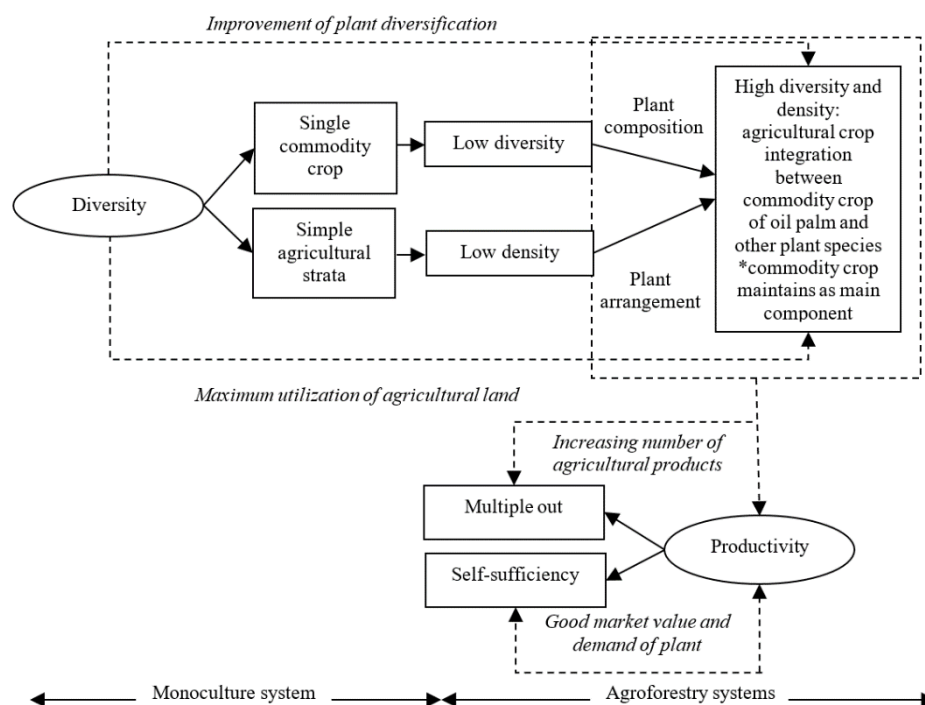 Improvement of plant diversification
Single
commodity
crop
Low diversity
Plant
composition
High diversity and
density:
agricultural crop
integration
between
commodity crop
of oil palm and
other plant species
*commodity crop
maintains as main
component
Diversity
Simple
agricultural
strata
Low density
Plant
arrangement
Maximum utilization of agricultural land
Increasing number of
agricultural products
Multiple out
Productivity
Self-sufficiency
Good market value and
demand of plant
Monoculture system
Agroforestry systems